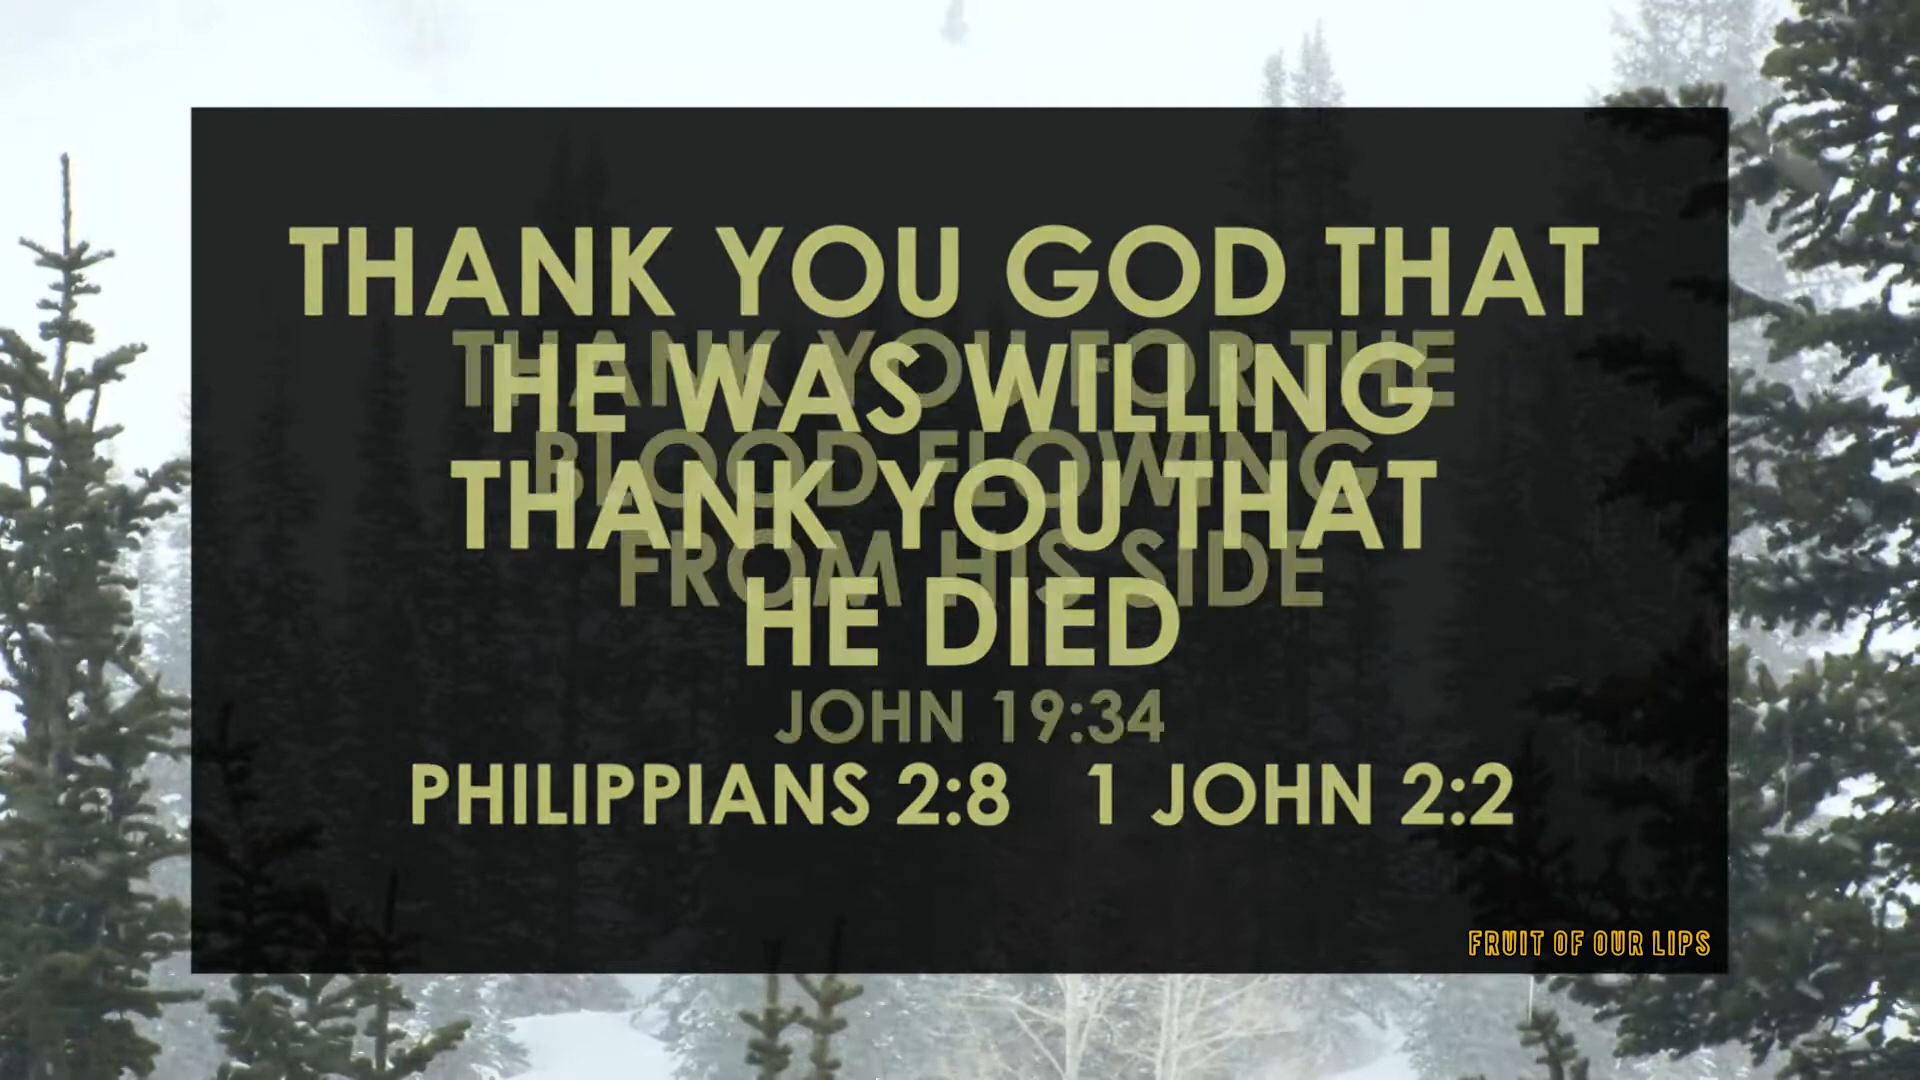 THANK YOU GOD THAT
HE WAS WILLING
THANK YOU THAT
HE DIED
PHILIPPIANS 2:8 1 JOHN 2:2
THANK YOU FOR THE
BLOOD FLOWING
FROM HIS SIDE
JOHN 19:34
FRUIT OF OUR LIPS